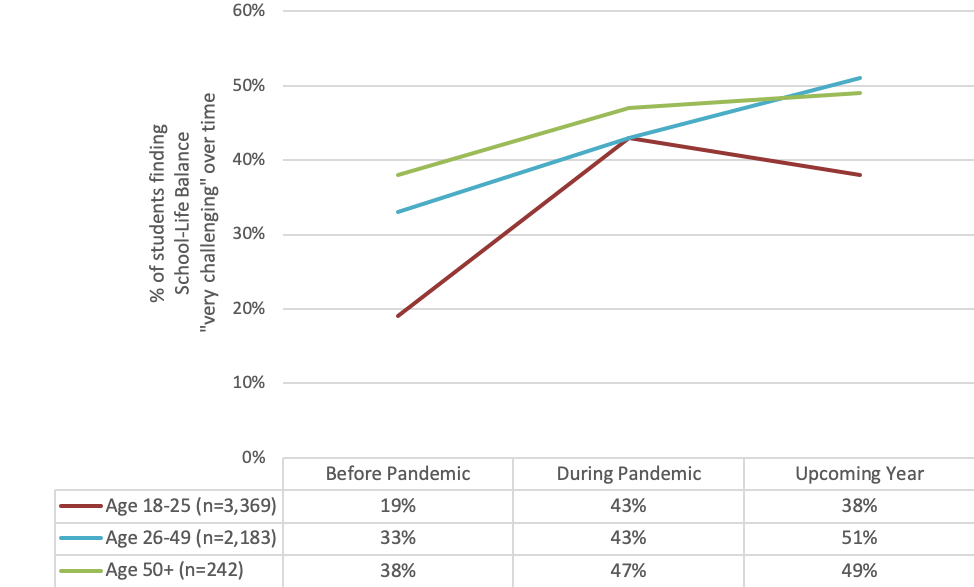 60%
50%
40%
30%
20%
10%
0%
% of students finding
School-Life Balance
"very challenging" over time
Before Pandemic During Pandemic Upcoming Year
Age 18-25 (n=3,369) 19% 43% 38%
Age 26-49 (n=2,183) 33% 43% 51%
Age 50+ (n=242) 38% 47% 49%